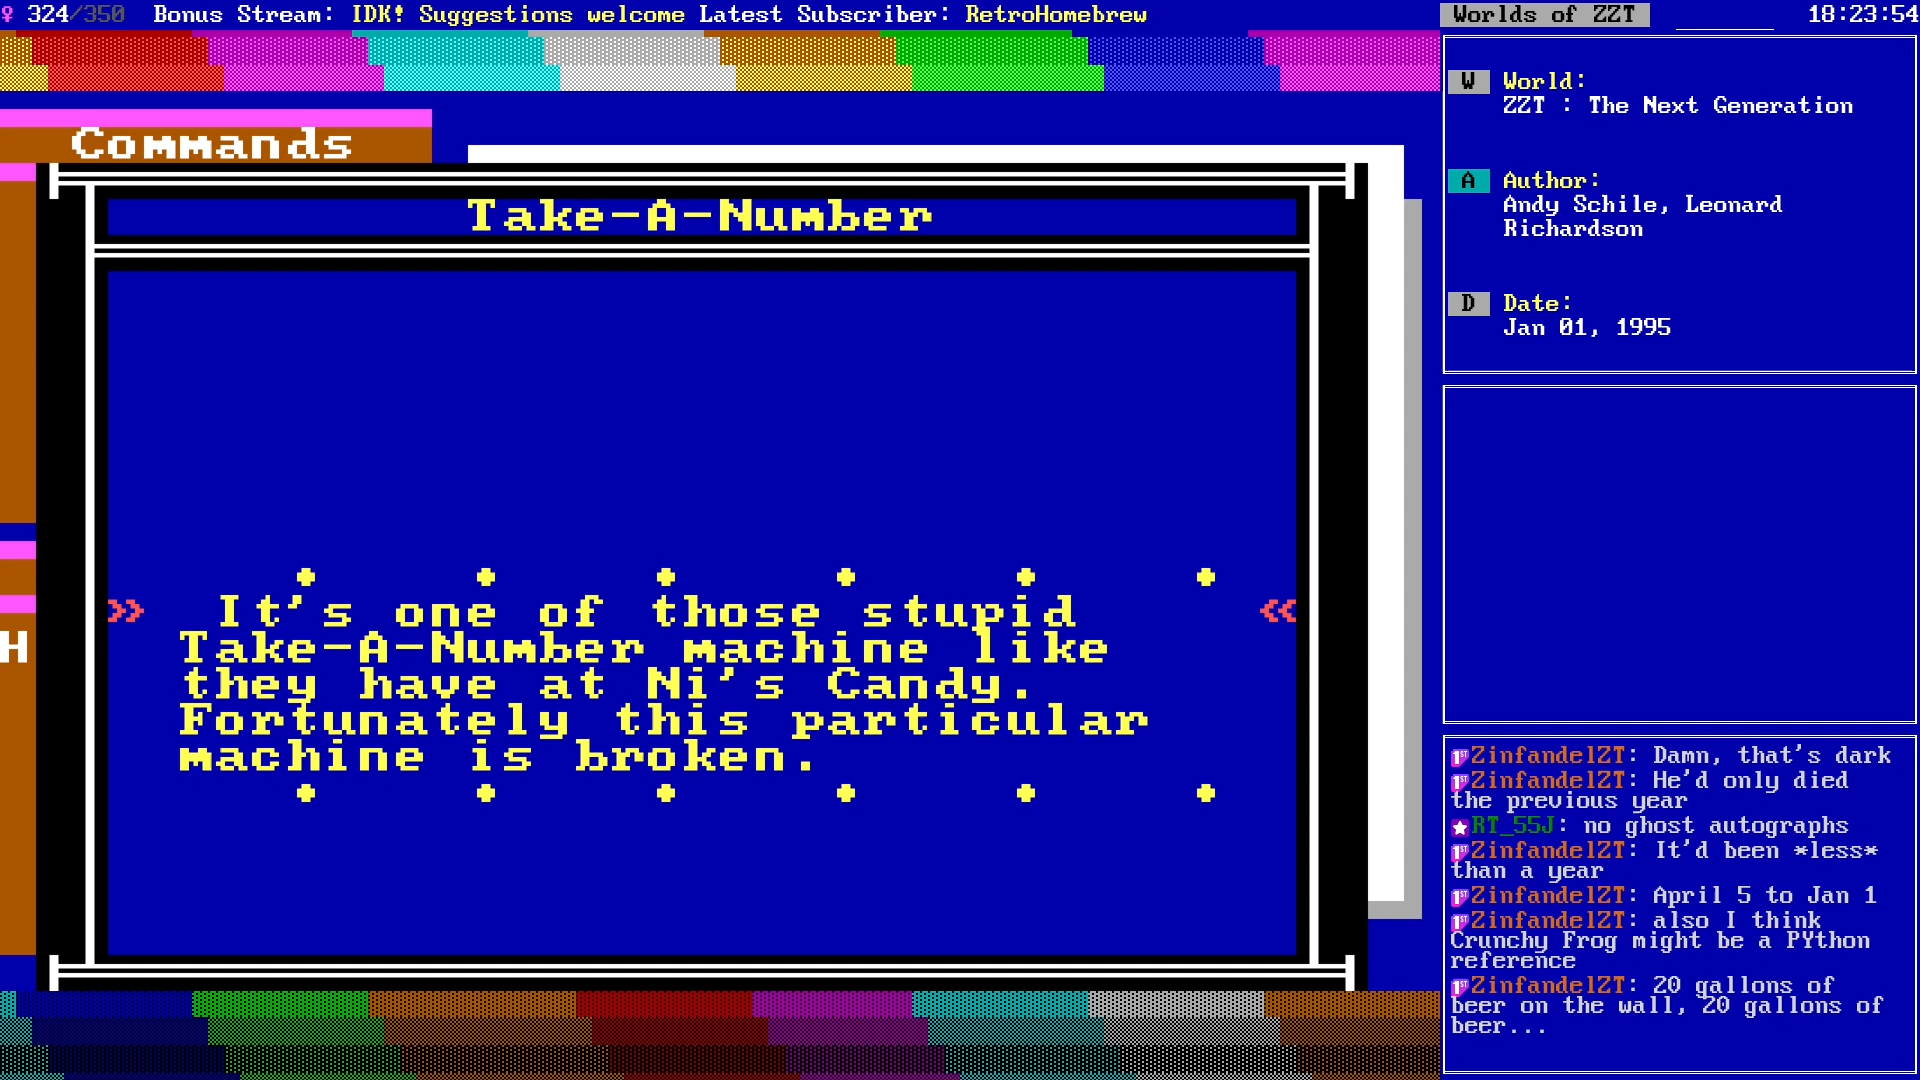 ♀ 324/350 Bonus Stream: IDK! Suggestions welcome Latest Subscriber: RetroHomebrew
Worlds of ZZT
18:23:54
Commands
Take-A-Number
» It's one of those stupid «
Take-A-Number machine like
they have at Ni's Candy.
Fortunately this particular
machine is broken.
H
W World:
ZZT : The Next Generation
A Author:
Andy Schile, Leonard
Richardson
D Date:
Jan 01, 1995
ZinfandelZT: Damn, that's dark
ZinfandelZT: He'd only died
the previous year
RT_55J: no ghost autographs
ZinfandelZT: It'd been *less*
than a year
ZinfandelZT: April 5 to Jan 1
ZinfandelZT: also I think
Crunchy Frog might be a PYthon
reference
ZinfandelZT: 20 gallons of
beer on the wall, 20 gallons of
beer...